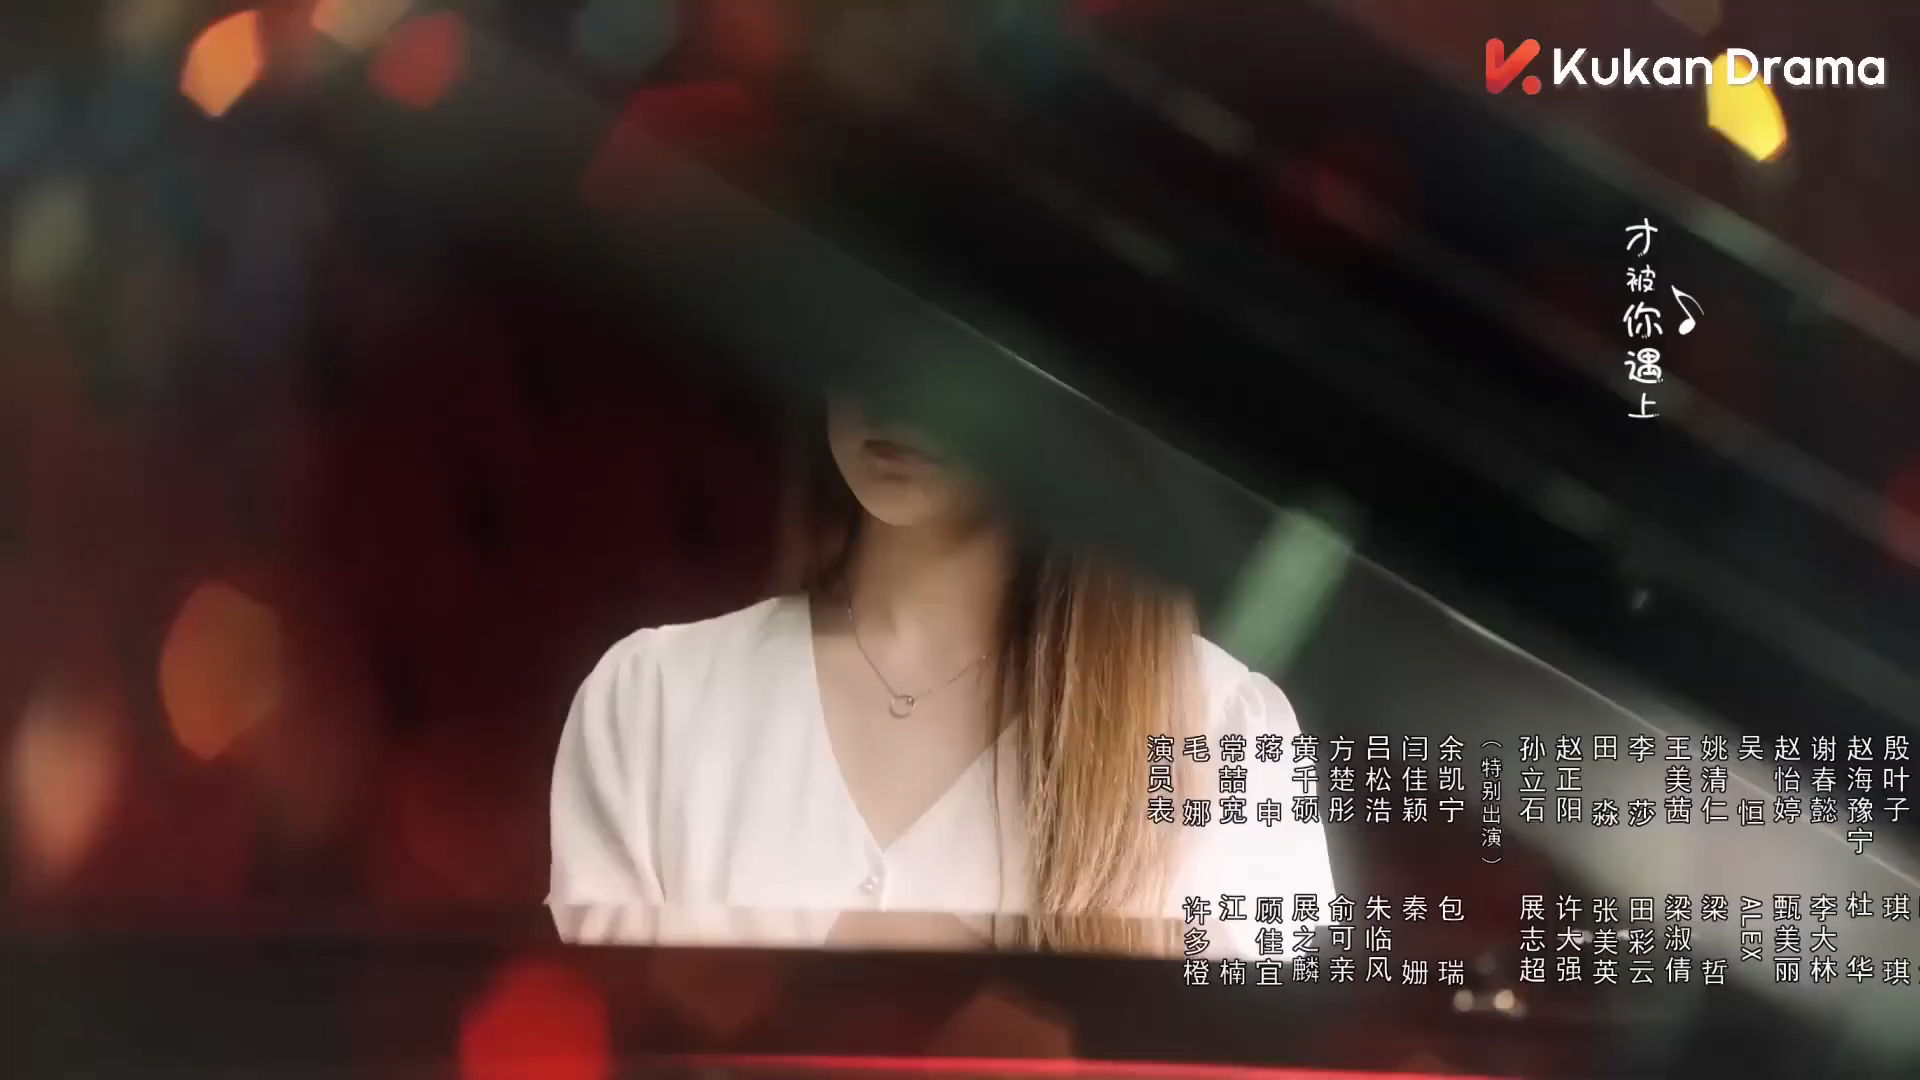 Kukan Drama
才被你遇上
演员表
毛娜
许多橙
常喆宽
江楠
蒋申
顾佳宜
黄千硕
展之麟
方楚彤
俞可亲
吕松浩
朱临风
闫佳颖
秦姗
余凯宁
包瑞
（特别出演）
孙立石
展志超
赵正阳
许大强
田淼
张美英
李莎
田彩云
王美茜
梁淑倩
姚清仁
梁哲
吴恒
ALEX
赵怡婷
甄美丽
谢春懿
李大林
赵海豫宁
杜华
殷叶子
琪琪